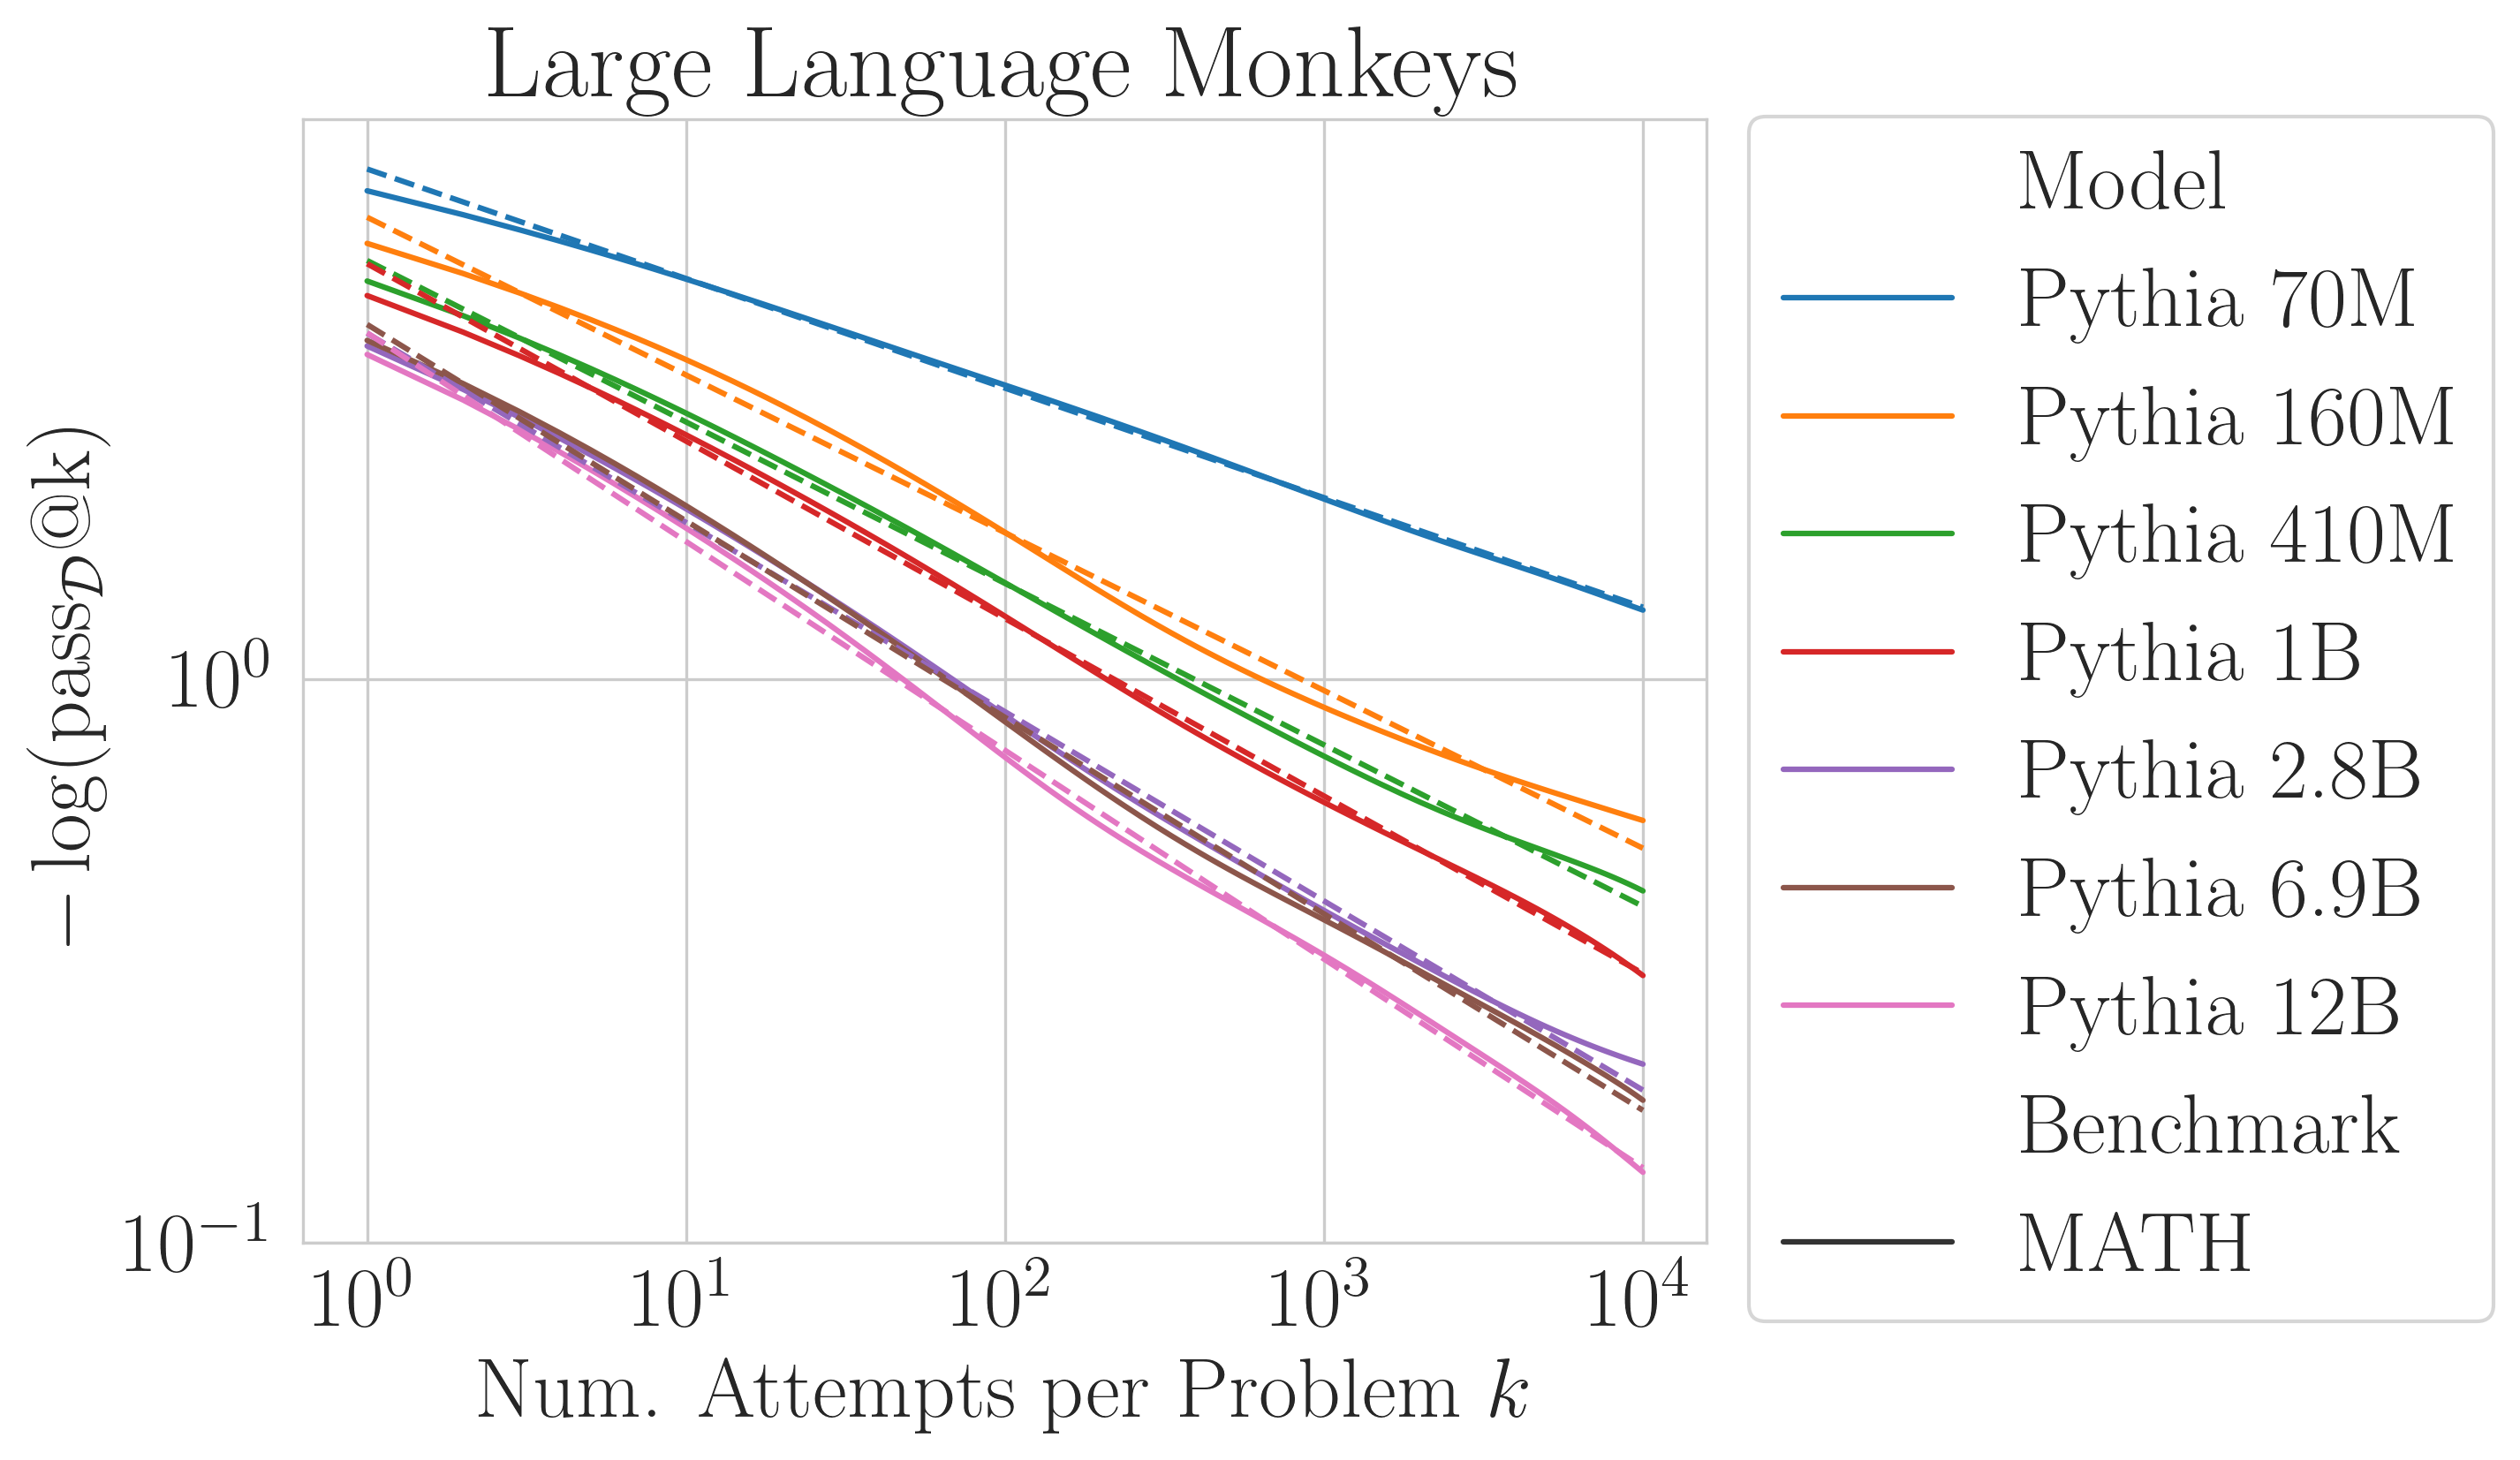 Large Language Monkeys
− log(pass𝒟@k)
10⁰
10⁻¹
10⁰ 10¹ 10² 10³ 10⁴
Num. Attempts per Problem k
Model
Pythia 70M
Pythia 160M
Pythia 410M
Pythia 1B
Pythia 2.8B
Pythia 6.9B
Pythia 12B
Benchmark
MATH